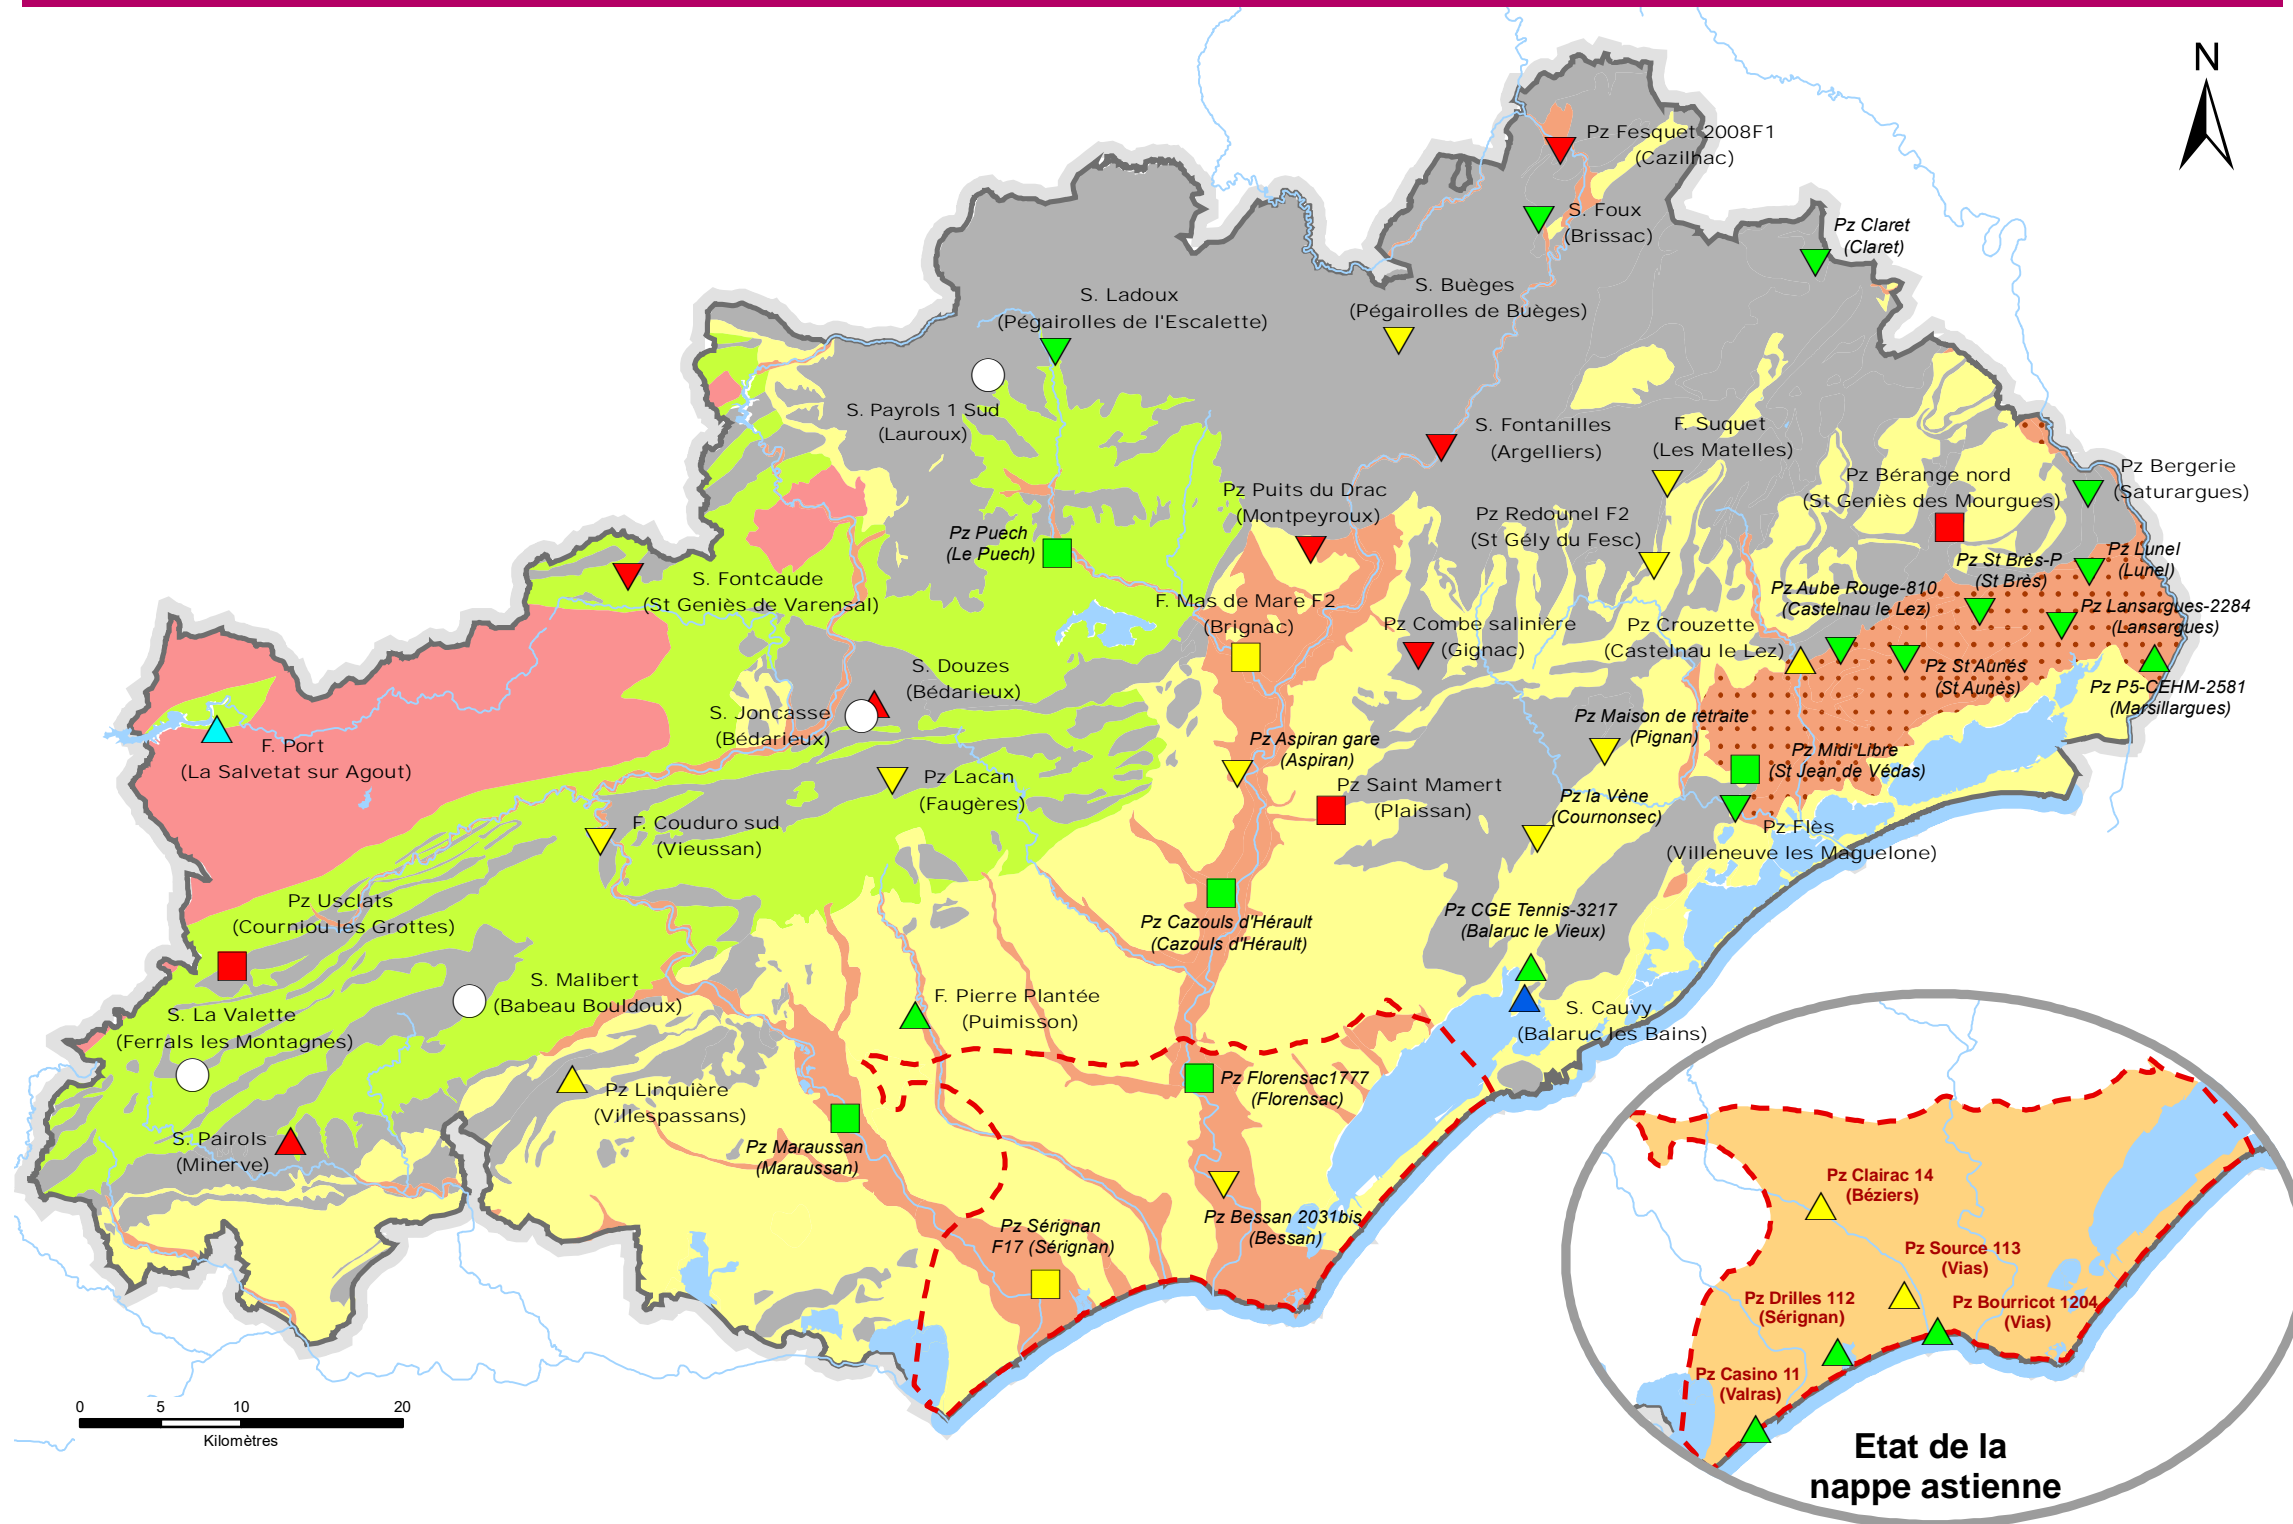 N
Pz Fesquet 2008F1
(Cazilhac)
S. Foux
(Brissac)
Pz Claret
(Claret)
S. Buèges
(Pégairolles de Buèges)
S. Ladoux
(Pégairolles de l'Escalette)
S. Payrols 1 Sud
(Lauroux)
S. Fontanilles
(Argelliers)
F. Suquet
(Les Matelles)
Pz Bérange nord
(St Geniès des Mourgues)
Pz Bergerie
(Saturargues)
Pz Puits du Drac
(Montpeyroux)
Pz Redounel F2
(St Gély du Fesc)
Pz Puech
(Le Puech)
Pz St Brès-P
(St Brès)
Pz Lunel
(Lunel)
S. Fontcaude
(St Geniès de Varensal)
Pz Aube Rouge-810
(Castelnau le Lez)
F. Mas de Mare F2
(Brignac)
Pz Lansargues-2284
(Lansargues)
Pz Combe salinière
(Gignac)
Pz Crouzette
(Castelnau le Lez)
S. Douzes
(Bédarieux)
Pz St Aunés
(St Aunès)
Pz P5-CEHM-2581
(Marsillargues)
S. Joncasse
(Bédarieux)
Pz Maison de retraite
(Pignan)
F. Port
(La Salvetat sur Agout)
Pz Aspiran gare
(Aspiran)
Pz Midi Libre
(St Jean de Védas)
Pz Lacan
(Faugères)
Pz Saint Mamert
(Plaissan)
Pz la Vène
(Cournonsec)
F. Couduro sud
(Vieussan)
Pz Flès
(Villeneuve les Maguelone)
Pz Usclats
(Courniou les Grottes)
Pz Cazouls d'Hérault
(Cazouls d'Hérault)
Pz CGE Tennis-3217
(Balaruc le Vieux)
S. Malibert
(Babeau Bouldoux)
F. Pierre Plantée
(Puimisson)
S. Cauvy
(Balaruc les Bains)
S. La Valette
(Ferrals les Montagnes)
Pz Linquière
(Villespassans)
Pz Florensac1777
(Florensac)
S. Pairols
(Minerve)
Pz Maraussan
(Maraussan)
Pz Sérignan
F17 (Sérignan)
Pz Bessan 2031bis
(Bessan)
Pz Clairac 14
(Béziers)
Pz Source 113
(Vias)
Pz Drilles 112
(Sérignan)
Pz Bourricot 1204
(Vias)
Pz Casino 11
(Valras)
Etat de la
nappe astienne
0 5 10 20
Kilomètres